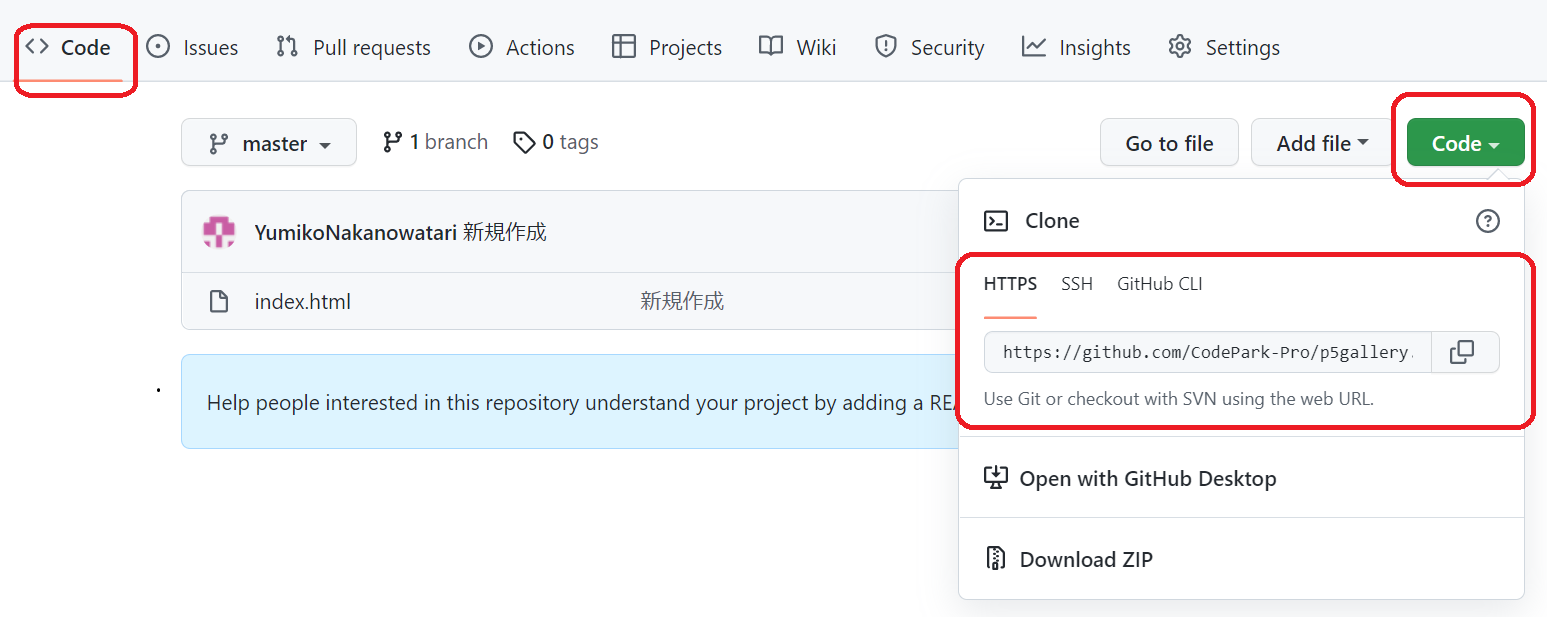 Code Issues Pull requests Actions Projects Wiki Security Insights Settings
master 1 branch 0 tags Go to file Add file Code
YumikoNakanowatari 新規作成
index.html 新規作成
Help people interested in this repository understand your project by adding a
Clone
HTTPS SSH GitHub CLI
https://github.com/CodePark-Pro/p5gallery.
Use Git or checkout with SVN using the web URL.
Open with GitHub Desktop
Download ZIP